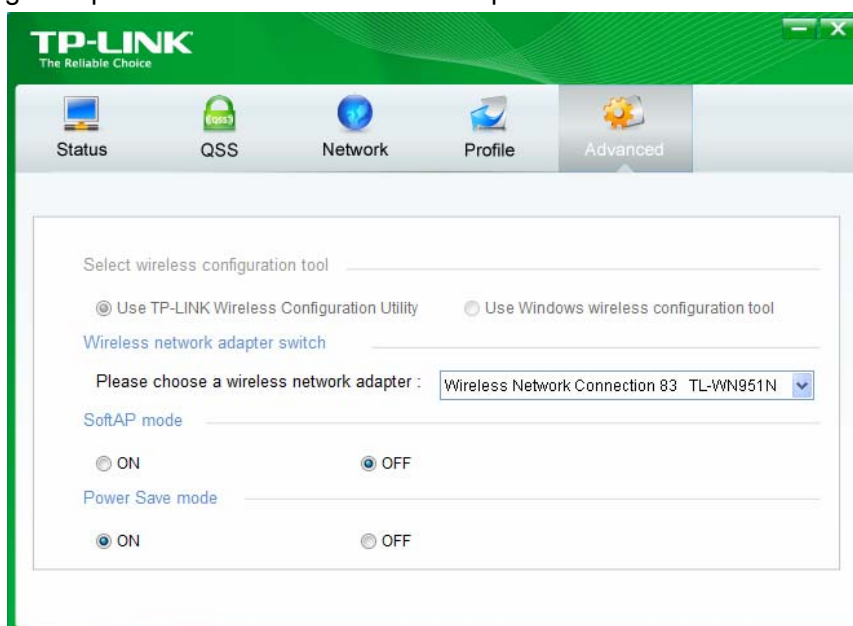 TP-LINK
The Reliable Choice
QSS
Status QSS Network Profile Advanced
Select wireless configuration tool
Use TP-LINK Wireless Configuration Utility Use Windows wireless configuration tool
Wireless network adapter switch
Please choose a wireless network adapter : Wireless Network Connection 83 TL-WN951N
SoftAP mode
ON OFF
Power Save mode
ON OFF